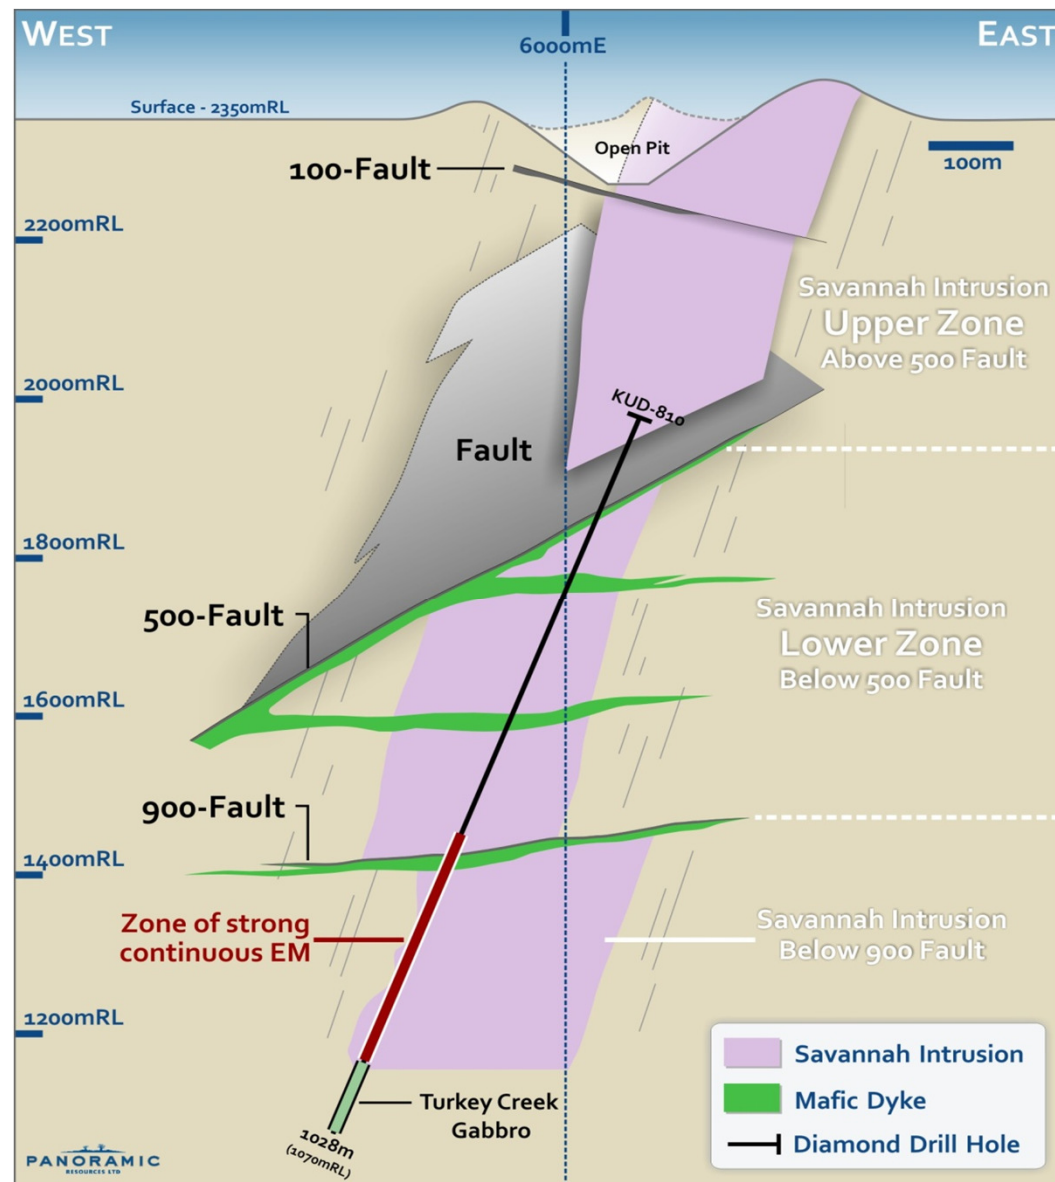 WEST
EAST
6000mE
Surface - 2350mRL
Open Pit
100m
100-Fault
2200mRL
Savannah Intrusion
Upper Zone
Above 500 Fault
2000mRL
KUD-810
Fault
1800mRL
500-Fault
Savannah Intrusion
Lower Zone
Below 500 Fault
1600mRL
900-Fault
1400mRL
Zone of strong
continuous EM
Savannah Intrusion
Below 900 Fault
1200mRL
Turkey Creek
Gabbro
1028m
(1070mRL)
Savannah Intrusion
Mafic Dyke
Diamond Drill Hole
PANORAMIC
RESOURCES LTD